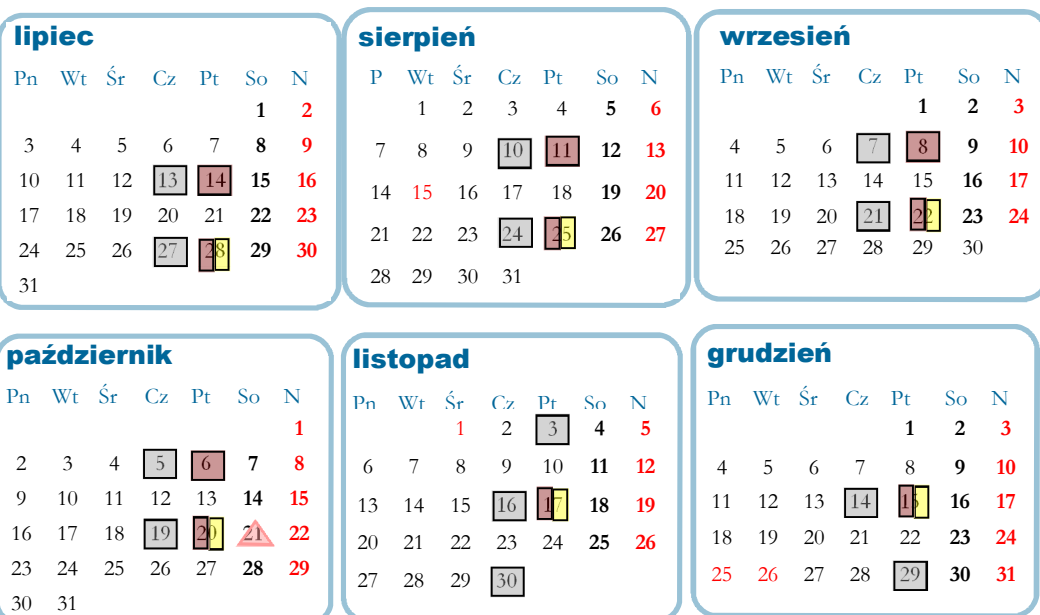 lipiec
Pn Wt Śr Cz Pt So N
1 2
3 4 5 6 7 8 9
10 11 12 13 14 15 16
17 18 19 20 21 22 23
24 25 26 27 28 29 30
31
sierpień
P Wt Śr Cz Pt So N
1 2 3 4 5 6
7 8 9 10 11 12 13
14 15 16 17 18 19 20
21 22 23 24 25 26 27
28 29 30 31
wrzesień
Pn Wt Śr Cz Pt So N
1 2 3
4 5 6 7 8 9 10
11 12 13 14 15 16 17
18 19 20 21 22 23 24
25 26 27 28 29 30
październik
Pn Wt Śr Cz Pt So N
1
2 3 4 5 6 7 8
9 10 11 12 13 14 15
16 17 18 19 20 21 22
23 24 25 26 27 28 29
30 31
listopad
Pn Wt Śr Cz Pt So N
1 2 3 4 5
6 7 8 9 10 11 12
13 14 15 16 17 18 19
20 21 22 23 24 25 26
27 28 29 30
grudzień
Pn Wt Śr Cz Pt So N
1 2 3
4 5 6 7 8 9 10
11 12 13 14 15 16 17
18 19 20 21 22 23 24
25 26 27 28 29 30 31